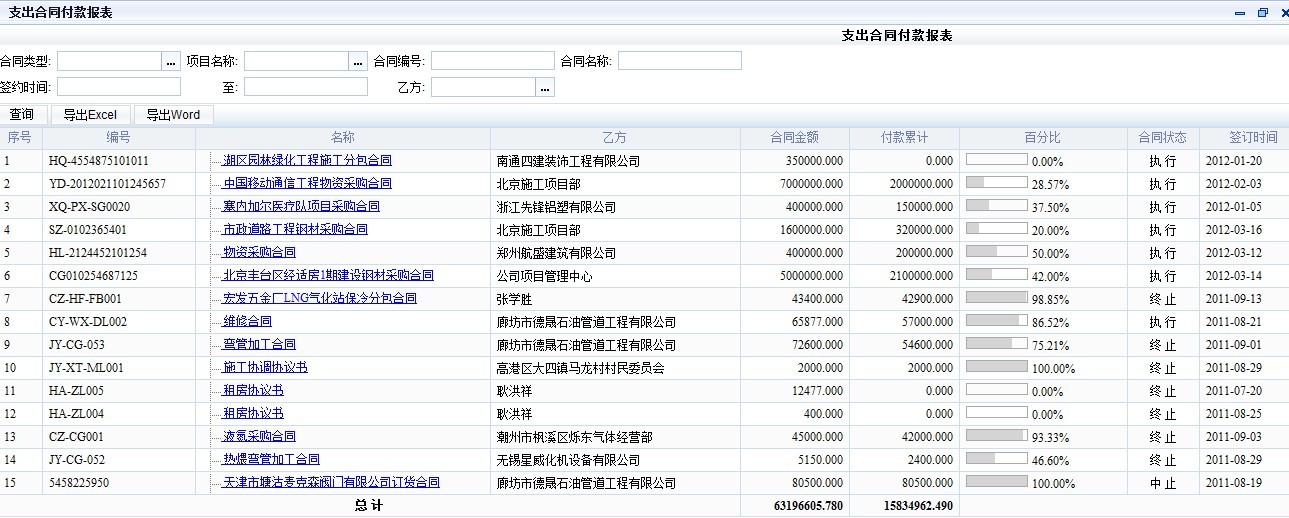 支出合同付款报表
支出合同付款报表
合同类型: ... 项目名称: ... 合同编号: 合同名称:
签约时间: 至: 乙方: ...
查询 导出Excel 导出Word
序号 编号 名称 乙方 合同金额 付款累计 百分比 合同状态 签订时间
1 HQ-4554875101011 湖区园林绿化工程施工分包合同 南通四建装饰工程有限公司 350000.000 0.000 0.00% 执 行 2012-01-20
2 YD-2012021101245657 中国移动通信工程物资采购合同 北京施工项目部 7000000.000 2000000.000 28.57% 执 行 2012-02-03
3 XQ-PX-SG0020 塞内加尔医疗队项目采购合同 浙江先锋铝塑有限公司 400000.000 150000.000 37.50% 执 行 2012-01-05
4 SZ-0102365401 市政道路工程钢材采购合同 北京施工项目部 1600000.000 320000.000 20.00% 执 行 2012-03-16
5 HL-2124452101254 物资采购合同 郑州航盛建筑有限公司 400000.000 200000.000 50.00% 执 行 2012-03-12
6 CG010254687125 北京丰台区经适房1期建设钢材采购合同 公司项目管理中心 5000000.000 2100000.000 42.00% 执 行 2012-03-14
7 CZ-HF-FB001 宏发五金厂LNG气化站保冷分包合同 张学胜 43400.000 42900.000 98.85% 终 止 2011-09-13
8 CY-WX-DL002 维修合同 廊坊市德晟石油管道工程有限公司 65877.000 57000.000 86.52% 执 行 2011-08-21
9 JY-CG-053 弯管加工合同 廊坊市德晟石油管道工程有限公司 72600.000 54600.000 75.21% 终 止 2011-09-01
10 JY-XT-ML001 施工协调协议书 高港区大四镇马龙村村民委员会 2000.000 2000.000 100.00% 终 止 2011-08-29
11 HA-ZL005 租房协议书 耿洪祥 12477.000 0.000 0.00% 终 止 2011-07-20
12 HA-ZL004 租房协议书 耿洪祥 400.000 0.000 0.00% 终 止 2011-08-25
13 CZ-CG001 液氮采购合同 潮州市枫溪区烁东气体经营部 45000.000 42000.000 93.33% 终 止 2011-09-03
14 JY-CG-052 热煨弯管加工合同 无锡星威化机设备有限公司 5150.000 2400.000 46.60% 终 止 2011-08-29
15 5458225950 天津市塘沽麦克森阀门有限公司订货合同 廊坊市德晟石油管道工程有限公司 80500.000 80500.000 100.00% 中 止 2011-08-19
总 计 63196605.780 15834962.490